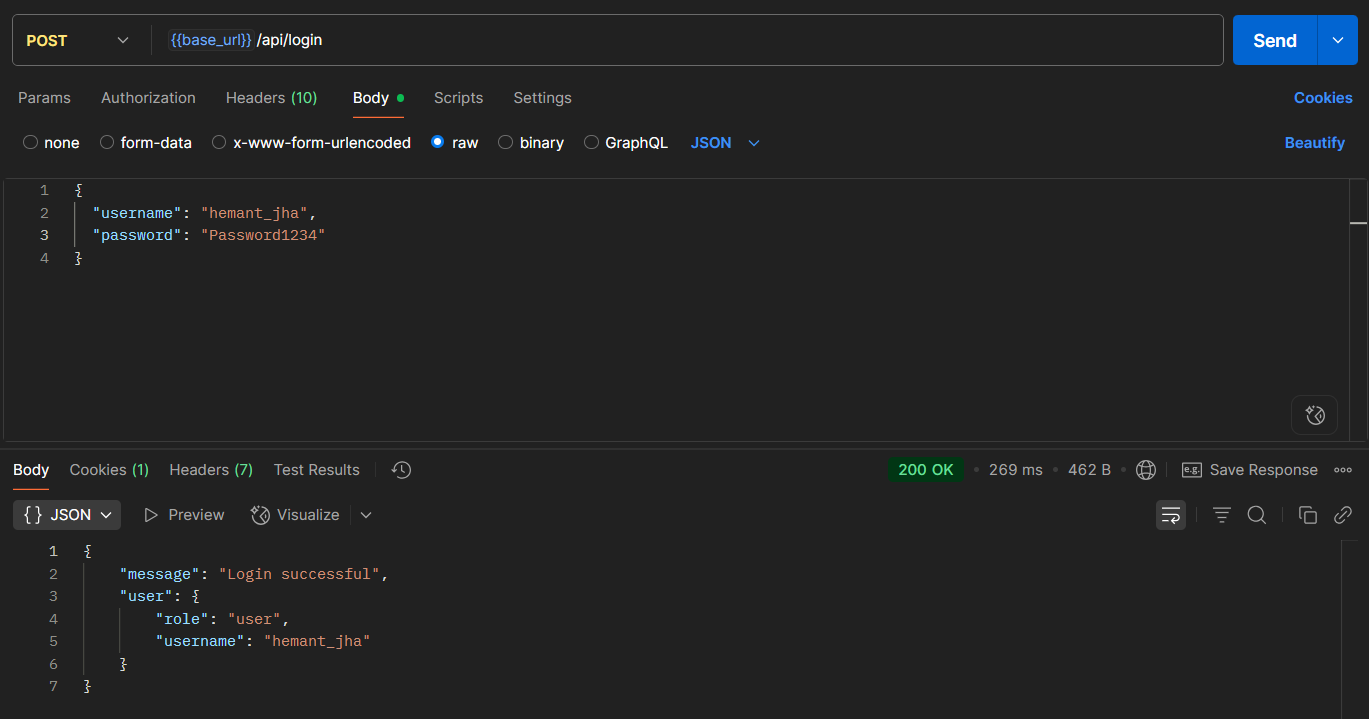 POST {{base_url}} /api/login Send
Params Authorization Headers (10) Body Scripts Settings Cookies
none form-data x-www-form-urlencoded raw binary GraphQL JSON Beautify
1 {
2 "username": "hemant_jha",
3 "password": "Password1234"
4 }
Body Cookies (1) Headers (7) Test Results 200 OK 269 ms 462 B e.g. Save Response
{} JSON Preview Visualize
1 {
2 "message": "Login successful",
3 "user": {
4 "role": "user",
5 "username": "hemant_jha"
6 }
7 }